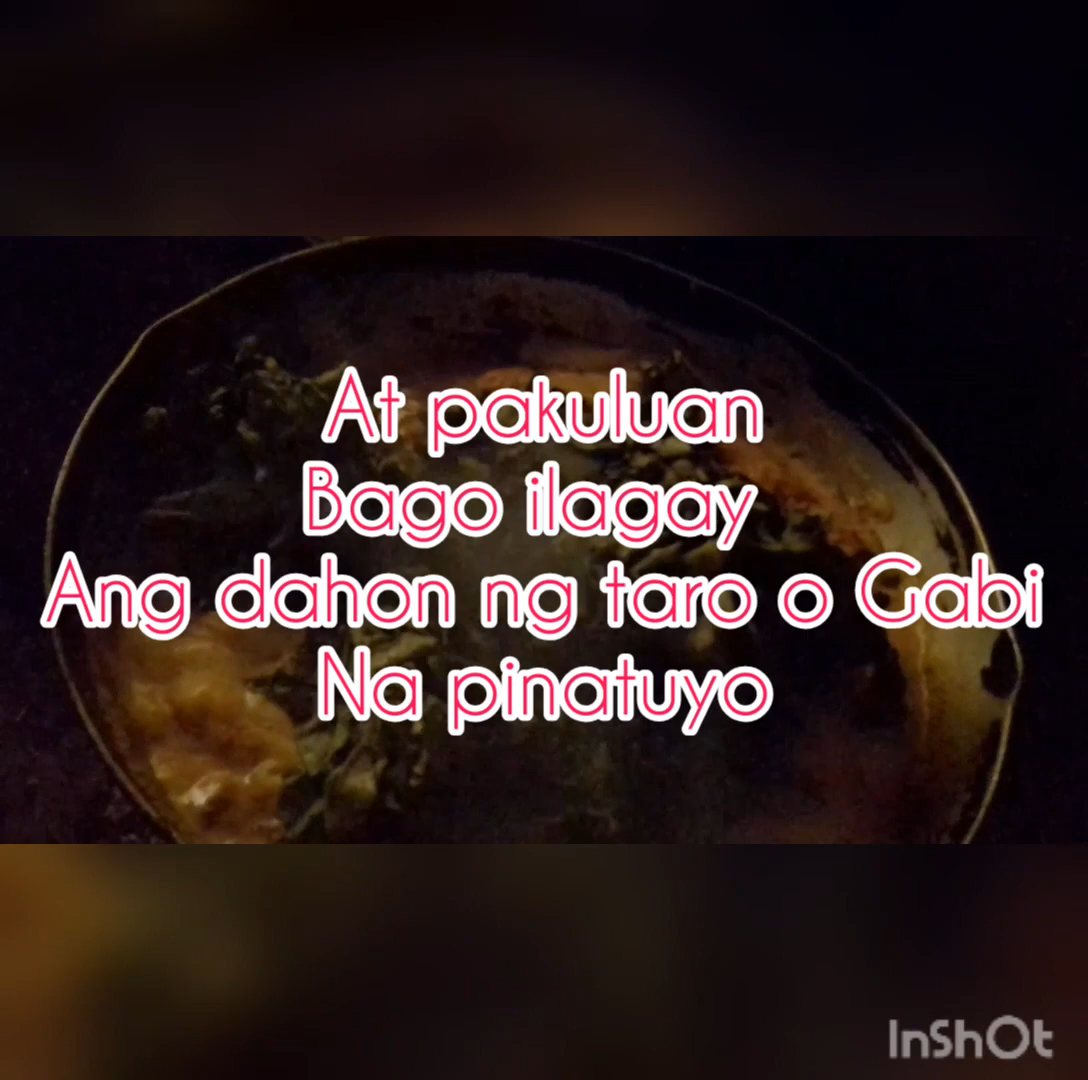 At pakuluan
Bago ilagay
Ang dahon ng taro o Gabi
Na pinatuyo
InShOt